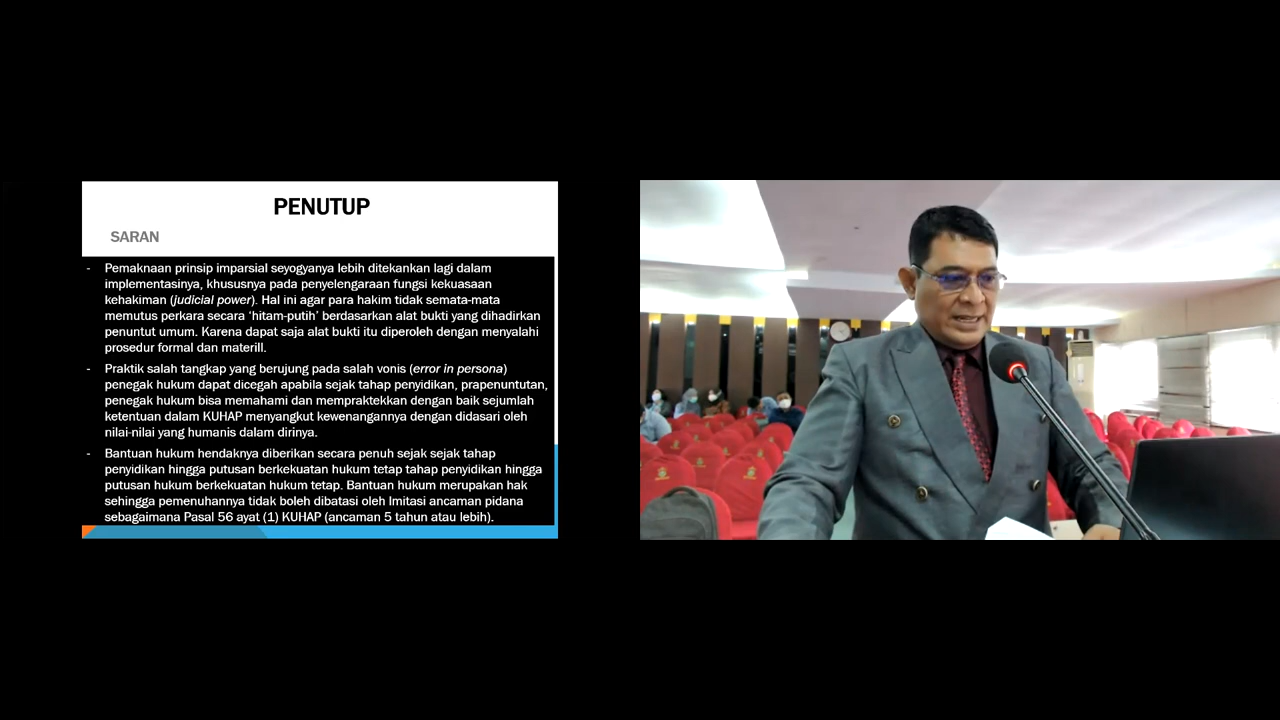 PENUTUP
SARAN
- Pemaknaan prinsip imparsial seyogyanya lebih ditekankan lagi dalam
implementasinya, khususnya pada penyelengaraan fungsi kekuasaan
kehakiman (judicial power). Hal ini agar para hakim tidak semata-mata
memutus perkara secara ‘hitam-putih’ berdasarkan alat bukti yang dihadirkan
penuntut umum. Karena dapat saja alat bukti itu diperoleh dengan menyalahi
prosedur formal dan materill.
- Praktik salah tangkap yang berujung pada salah vonis (error in persona)
penegak hukum dapat dicegah apabila sejak tahap penyidikan, prapenuntutan,
penegak hukum bisa memahami dan mempraktekkan dengan baik sejumlah
ketentuan dalam KUHAP menyangkut kewenangannya dengan didasari oleh
nilai-nilai yang humanis dalam dirinya.
- Bantuan hukum hendaknya diberikan secara penuh sejak sejak tahap
penyidikan hingga putusan berkekuatan hukum tetap tahap penyidikan hingga
putusan hukum berkekuatan hukum tetap. Bantuan hukum merupakan hak
sehingga pemenuhannya tidak boleh dibatasi oleh lmitasi ancaman pidana
sebagaimana Pasal 56 ayat (1) KUHAP (ancaman 5 tahun atau lebih).